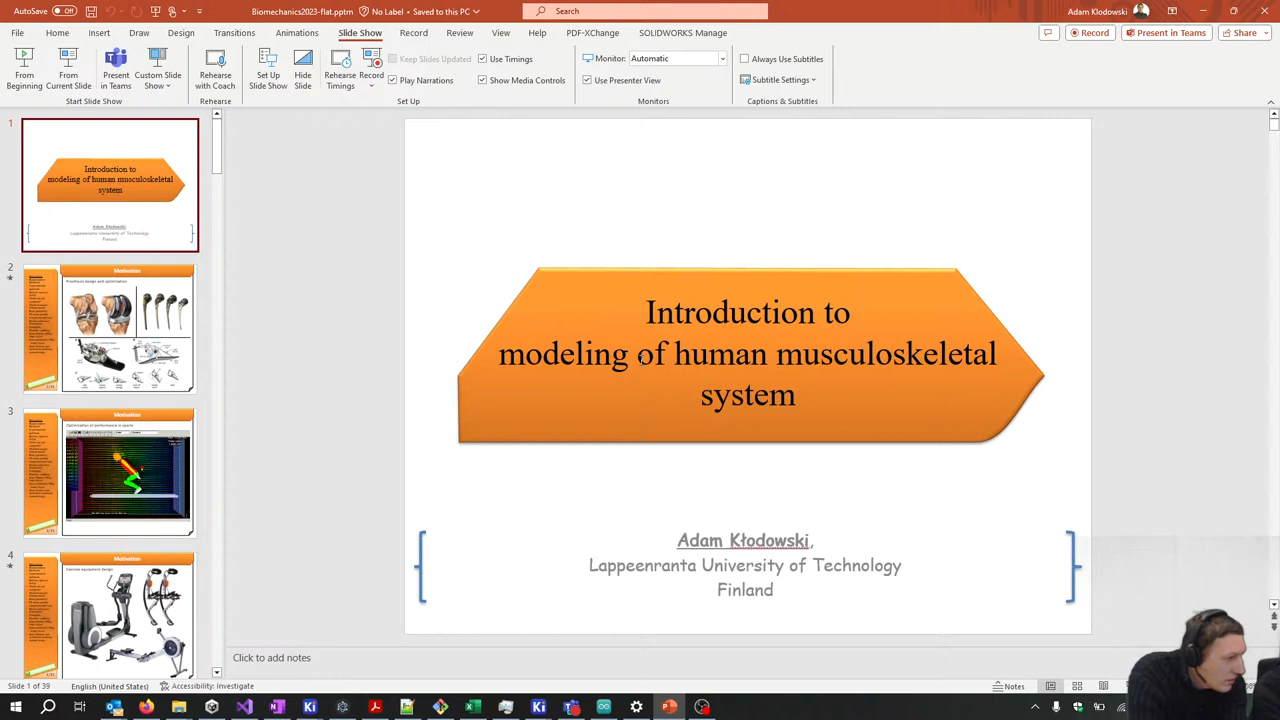 AutoSave Off
Biomechanics2023-flat.pptm
No Label
Saved to this PC
Search
Adam Klodowski
File
Home
Insert
Draw
Design
Transitions
Animations
Slide Show
Record
Review
View
Help
PDF-XChange
SOLIDWORKS Manage
Record
Present in Teams
Share
From Beginning
From Current Slide
Present in Teams
Custom Slide Show
Rehearse with Coach
Set Up Slide Show
Hide Slide
Rehearse Timings
Record
Keep Slides Updated
Play Narrations
Use Timings
Show Media Controls
Monitor: Automatic
Use Presenter View
Always Use Subtitles
Subtitle Settings
Start Slide Show
Rehearse
Set Up
Monitors
Captions & Subtitles
1
Introduction to
modeling of human musculoskeletal
system
Adam Kłodowski,
Lappeenranta University of Technology
Finland
2
Motivation
Prosthesis design and optimization
3
Motivation
Optimization of performance in sports
4
Motivation
Exercise equipment design
Introduction to
modeling of human musculoskeletal
system
Adam Kłodowski,
Lappeenranta University of Technology
Finland
Click to add notes
Slide 1 of 39
English (United States)
Accessibility: Investigate
Notes